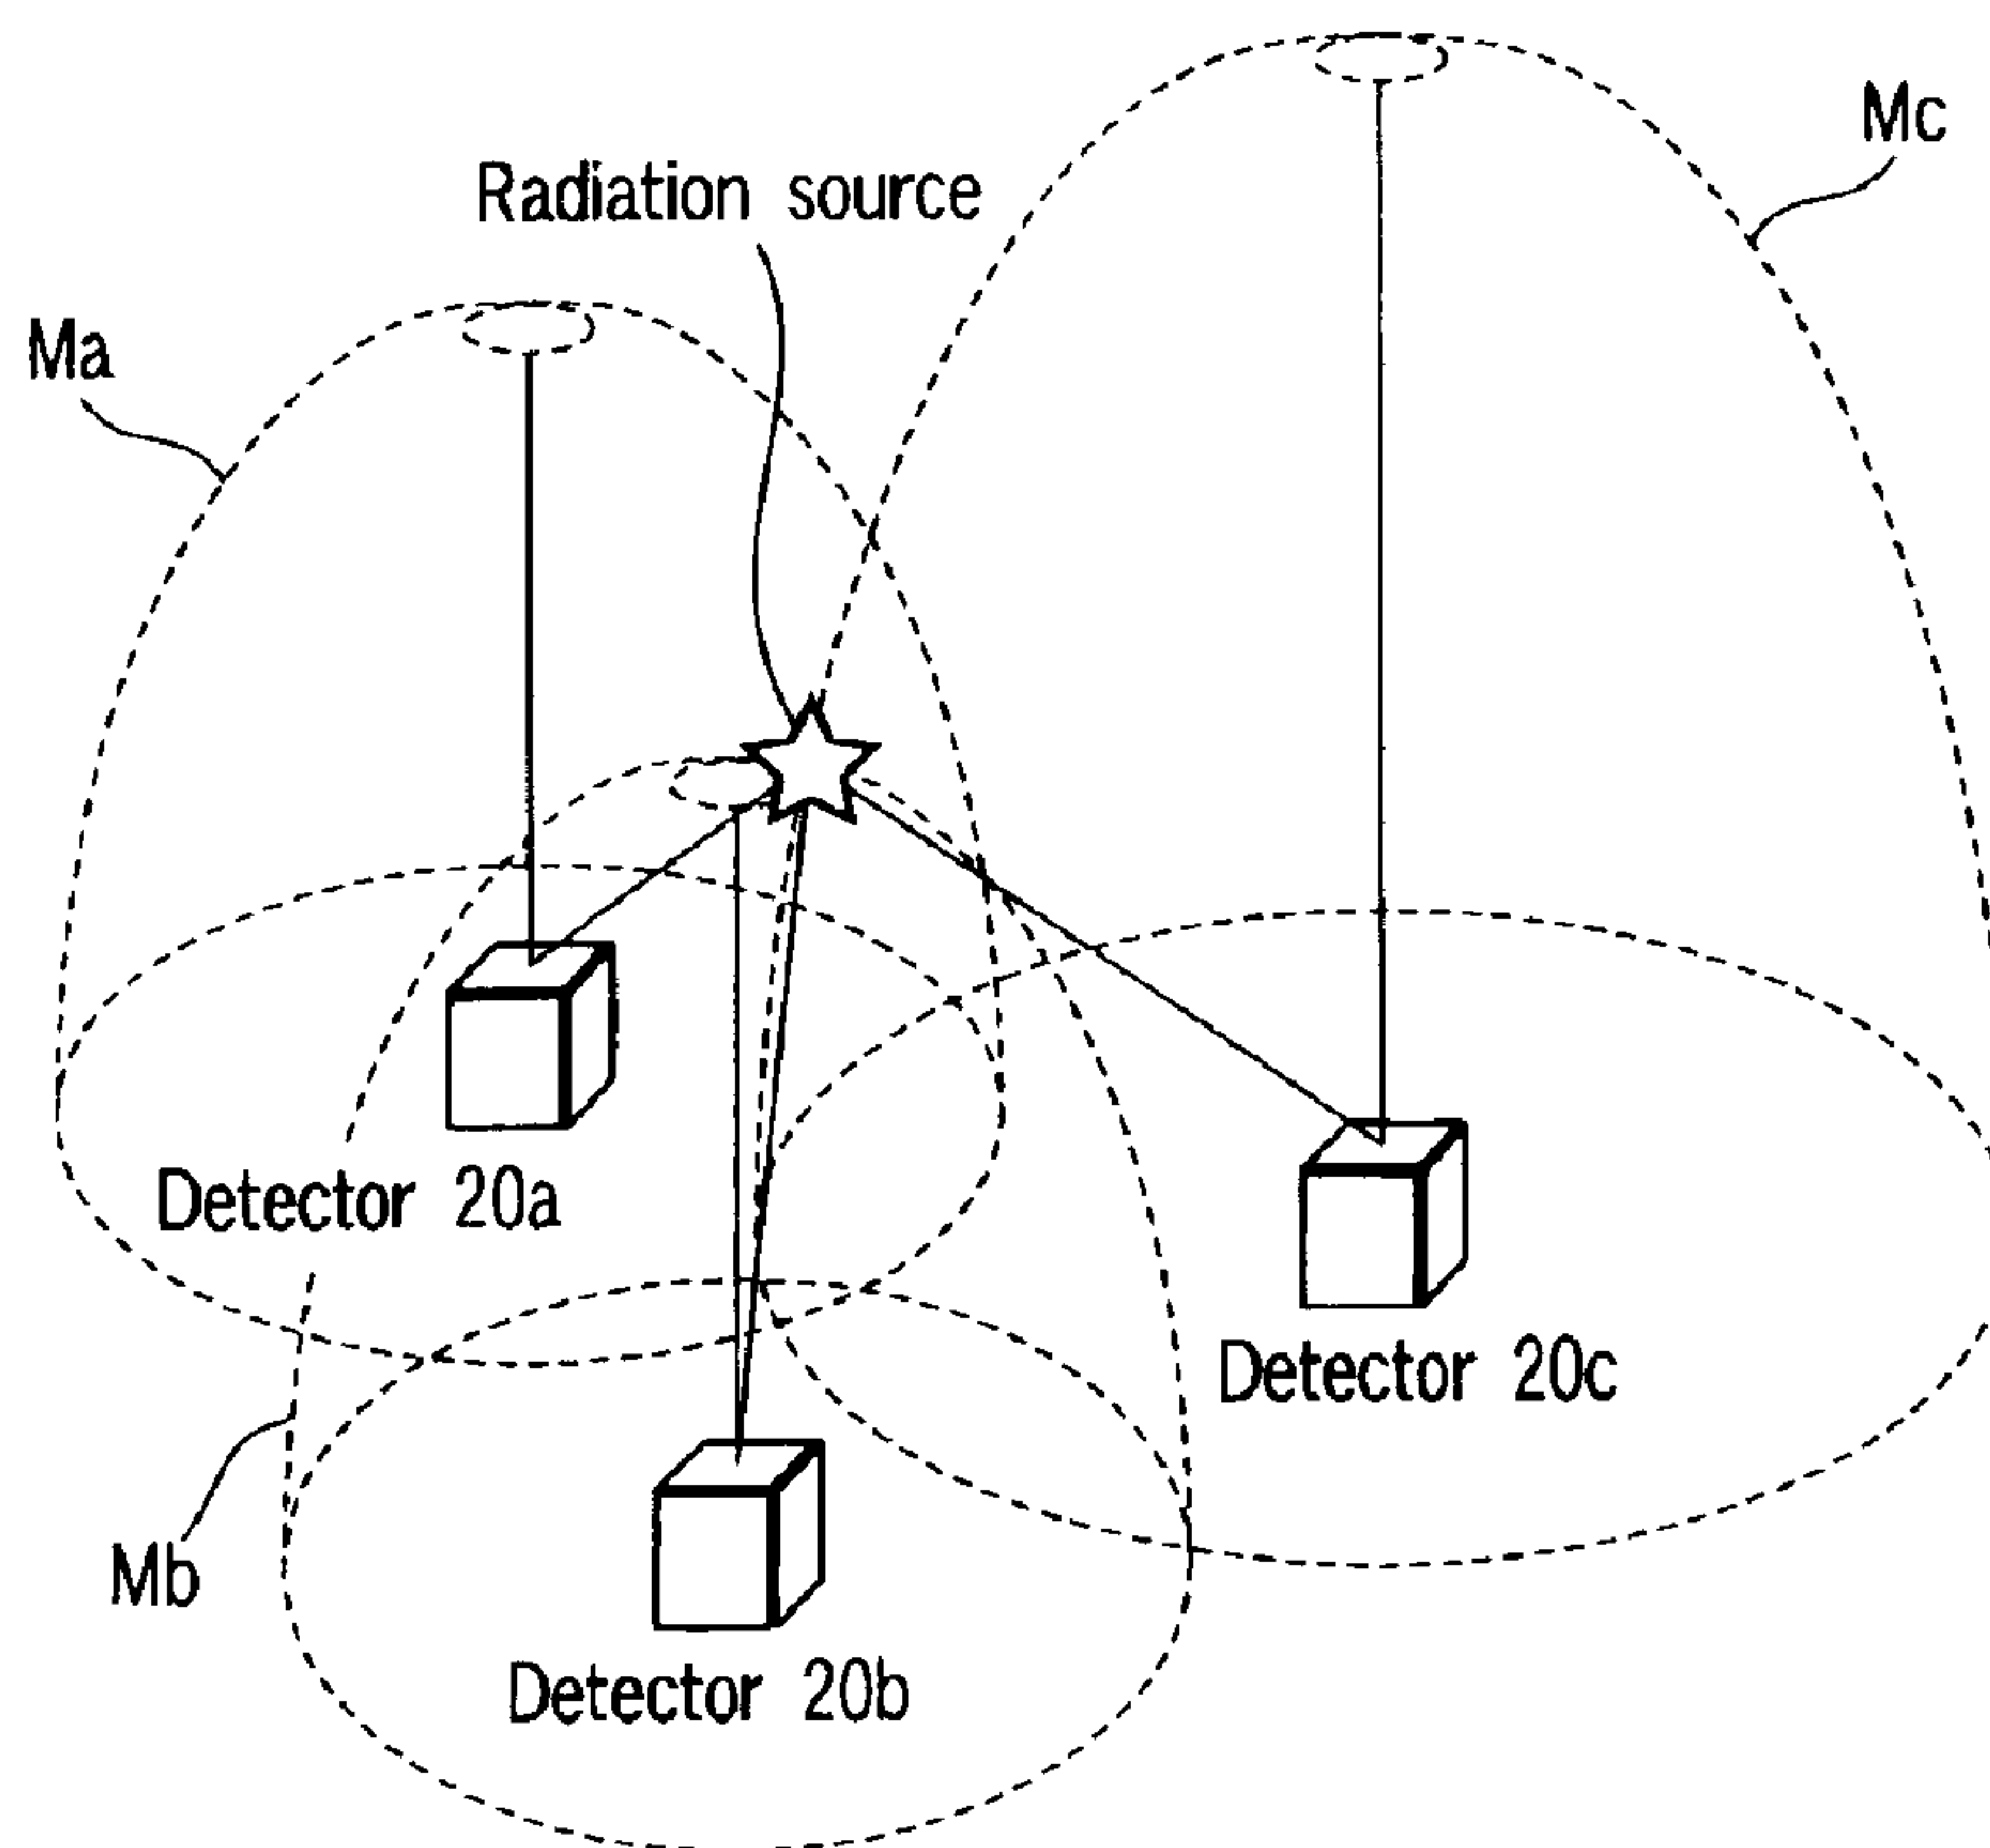 Mc
Radiation source
Ma
Detector 20a
Detector 20c
Mb
Detector 20b